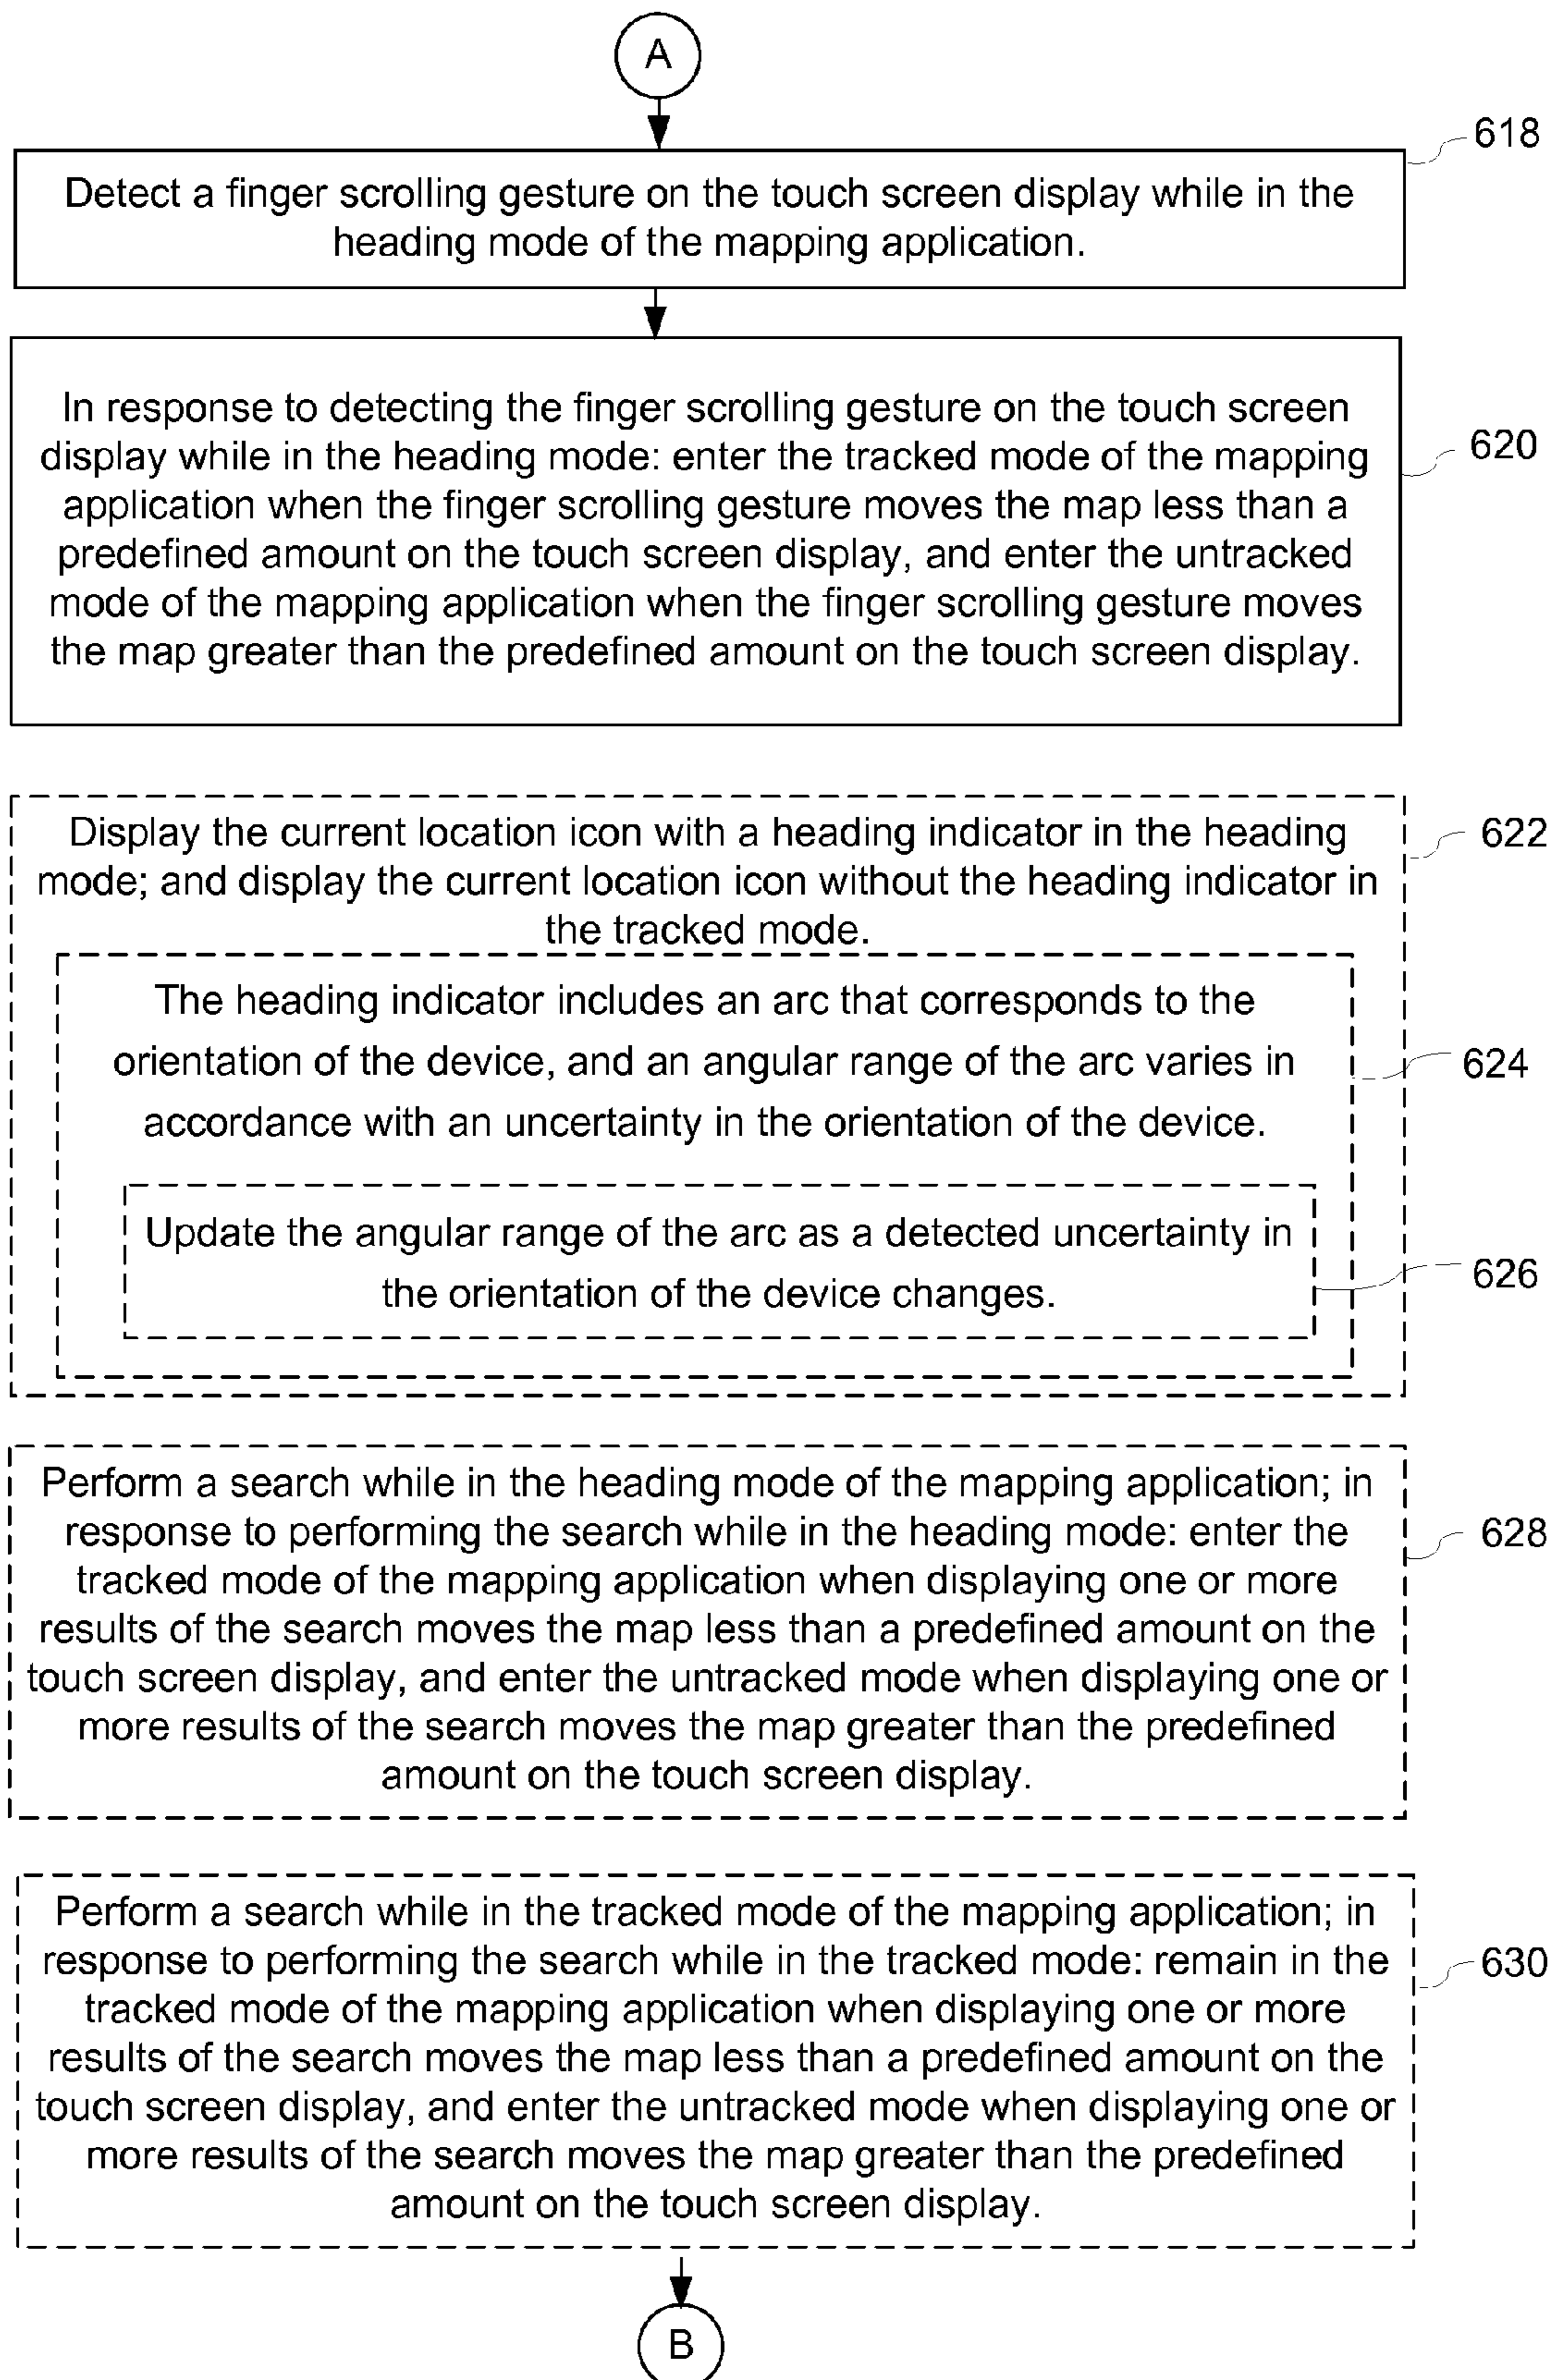 A
618
Detect a finger scrolling gesture on the touch screen display while in the
heading mode of the mapping application.
In response to detecting the finger scrolling gesture on the touch screen
display while in the heading mode: enter the tracked mode of the mapping
application when the finger scrolling gesture moves the map less than a
predefined amount on the touch screen display, and enter the untracked
mode of the mapping application when the finger scrolling gesture moves
the map greater than the predefined amount on the touch screen display.
620
Display the current location icon with a heading indicator in the heading
mode; and display the current location icon without the heading indicator in
the tracked mode.
622
The heading indicator includes an arc that corresponds to the
orientation of the device, and an angular range of the arc varies in
accordance with an uncertainty in the orientation of the device.
624
Update the angular range of the arc as a detected uncertainty in
the orientation of the device changes.
626
Perform a search while in the heading mode of the mapping application; in
response to performing the search while in the heading mode: enter the
tracked mode of the mapping application when displaying one or more
results of the search moves the map less than a predefined amount on the
touch screen display, and enter the untracked mode when displaying one or
more results of the search moves the map greater than the predefined
amount on the touch screen display.
628
Perform a search while in the tracked mode of the mapping application; in
response to performing the search while in the tracked mode: remain in the
tracked mode of the mapping application when displaying one or more
results of the search moves the map less than a predefined amount on the
touch screen display, and enter the untracked mode when displaying one or
more results of the search moves the map greater than the predefined
amount on the touch screen display.
630
B